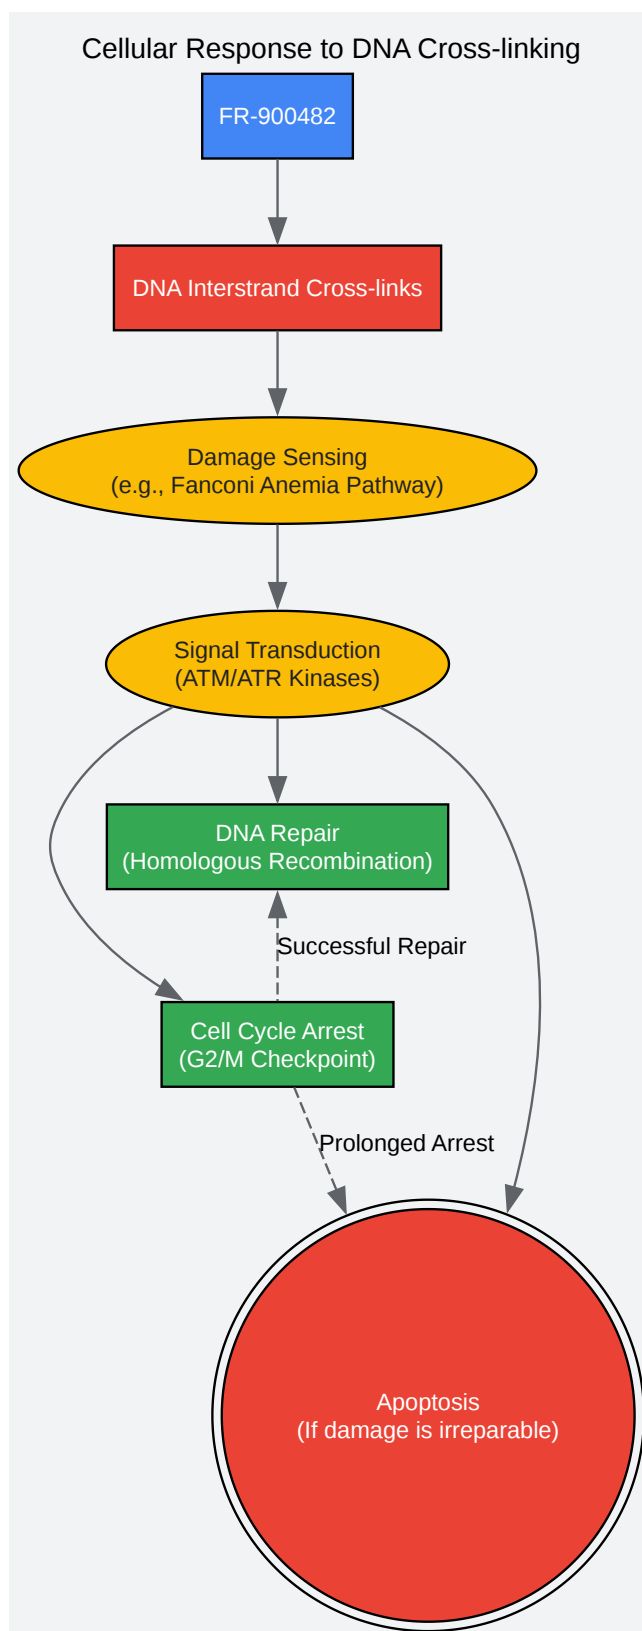 Cellular Response to DNA Cross-linking
FR-900482
DNA Interstrand Cross-links
Damage Sensing
(e.g., Fanconi Anemia Pathway)
Signal Transduction
(ATM/ATR Kinases)
DNA Repair
(Homologous Recombination)
Successful Repair
Cell Cycle Arrest
(G2/M Checkpoint)
Prolonged Arrest
Apoptosis
(If damage is irreparable)